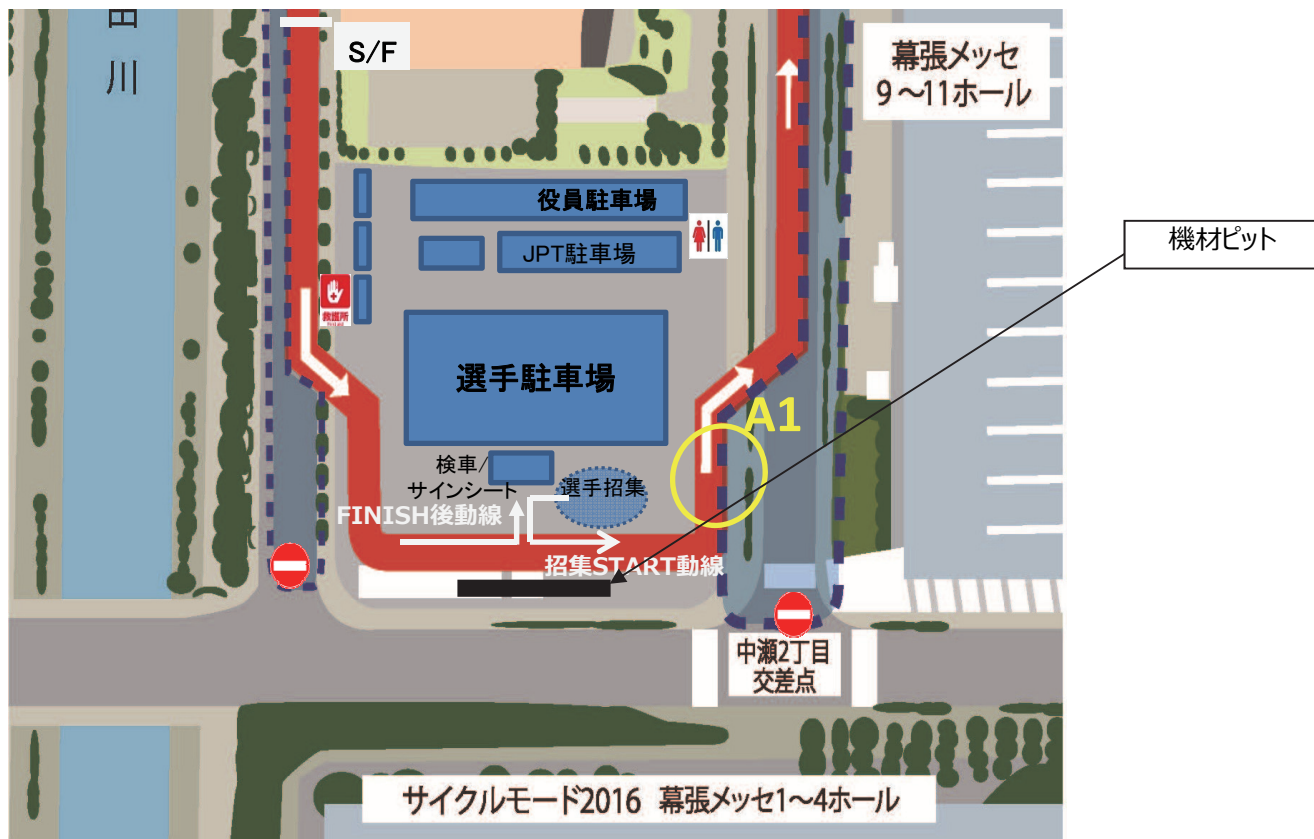 田
川
S/F
幕張メッセ
9～11ホール
役員駐車場
JPT駐車場
機材ピット
救護所
選手駐車場
A1
検車/
サインシート
選手招集
FINISH後動線
招集START動線
中瀬2丁目
交差点
サイクルモード2016 幕張メッセ1～4ホール